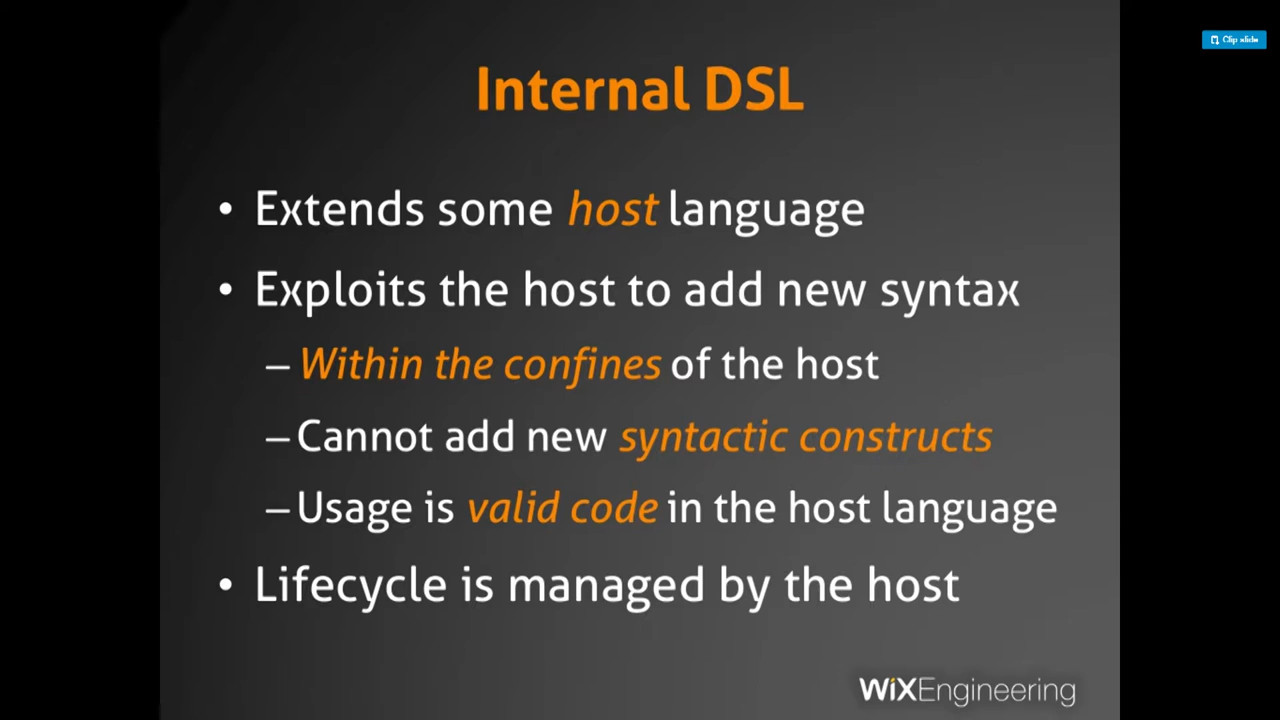 Clip slide
Internal DSL
• Extends some host language
• Exploits the host to add new syntax
– Within the confines of the host
– Cannot add new syntactic constructs
– Usage is valid code in the host language
• Lifecycle is managed by the host
WiXEngineering